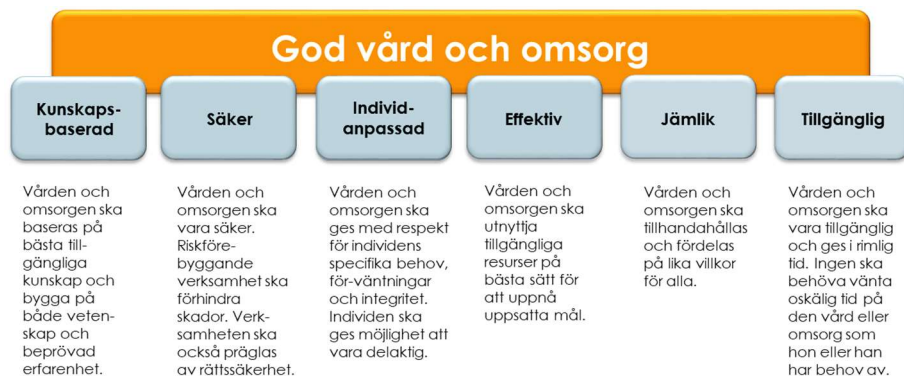 God vård och omsorg
Kunskaps-
baserad
Säker
Individ-
anpassad
Effektiv
Jämlik
Tillgänglig
Vården och
omsorgen ska
baseras på
bästa till-
gängliga
kunskap och
bygga på
både veten-
skap och
beprövad
erfarenhet.
Vården och
omsorgen ska
vara säker.
Riskföre-
byggande
verksamhet ska
förhindra
skador. Verk-
samheten ska
också präglas
av rättssäkerhet.
Vården och
omsorgen ska
ges med respekt
för individens
specifika behov,
för-väntningar
och integritet.
Individen ska
ges möjlighet att
vara delaktig.
Vården och
omsorgen ska
utnyttja
tillgängliga
resurser på
bästa sätt för
att uppnå
uppsatta mål.
Vården och
omsorgen ska
tillhandahållas
och fördelas
på lika villkor
för alla.
Vården och
omsorgen ska
vara tillgänglig
och ges i rimlig
tid. Ingen ska
behöva vänta
oskälig tid på
den vård eller
omsorg som
hon eller han
har behov av.